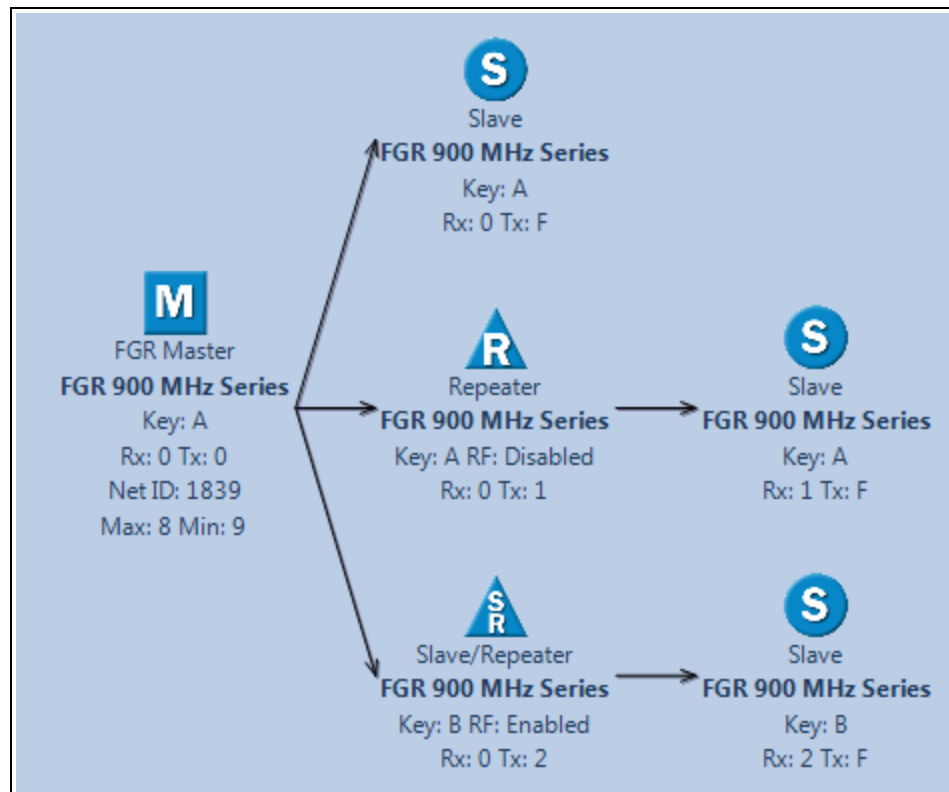 S
Slave
FGR 900 MHz Series
Key: A
Rx: 0 Tx: F
M
FGR Master
FGR 900 MHz Series
Key: A
Rx: 0 Tx: 0
Net ID: 1839
Max: 8 Min: 9
R
Repeater
FGR 900 MHz Series
Key: A RF: Disabled
Rx: 0 Tx: 1
S
Slave
FGR 900 MHz Series
Key: A
Rx: 1 Tx: F
S
R
Slave/Repeater
FGR 900 MHz Series
Key: B RF: Enabled
Rx: 0 Tx: 2
S
Slave
FGR 900 MHz Series
Key: B
Rx: 2 Tx: F